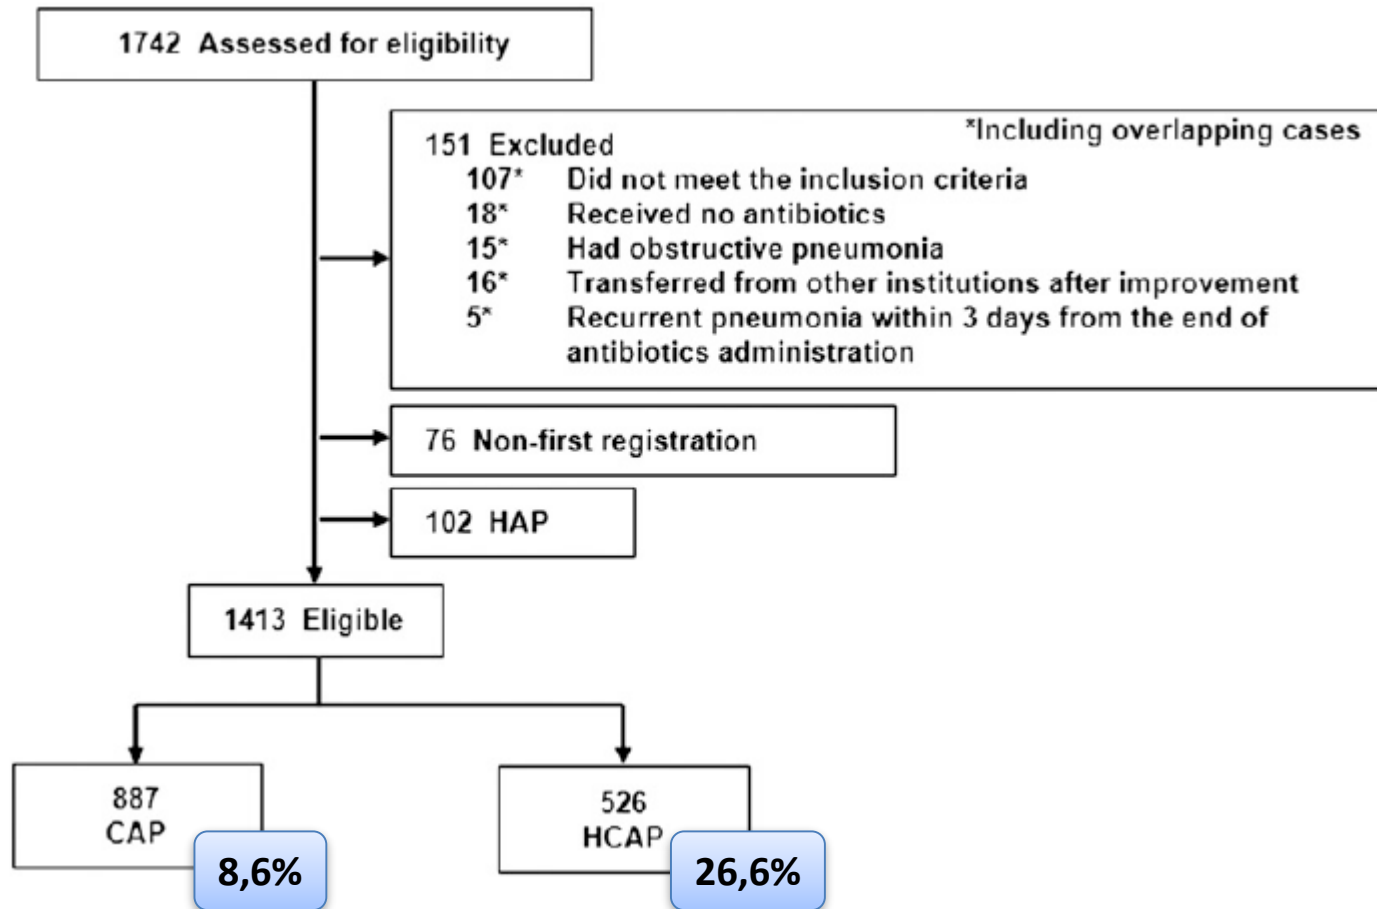 1742 Assessed for eligibility
*Including overlapping cases
151 Excluded
107* Did not meet the inclusion criteria
18* Received no antibiotics
15* Had obstructive pneumonia
16* Transferred from other institutions after improvement
5* Recurrent pneumonia within 3 days from the end of
antibiotics administration
76 Non-first registration
102 HAP
1413 Eligible
887
CAP
8,6%
526
HCAP
26,6%